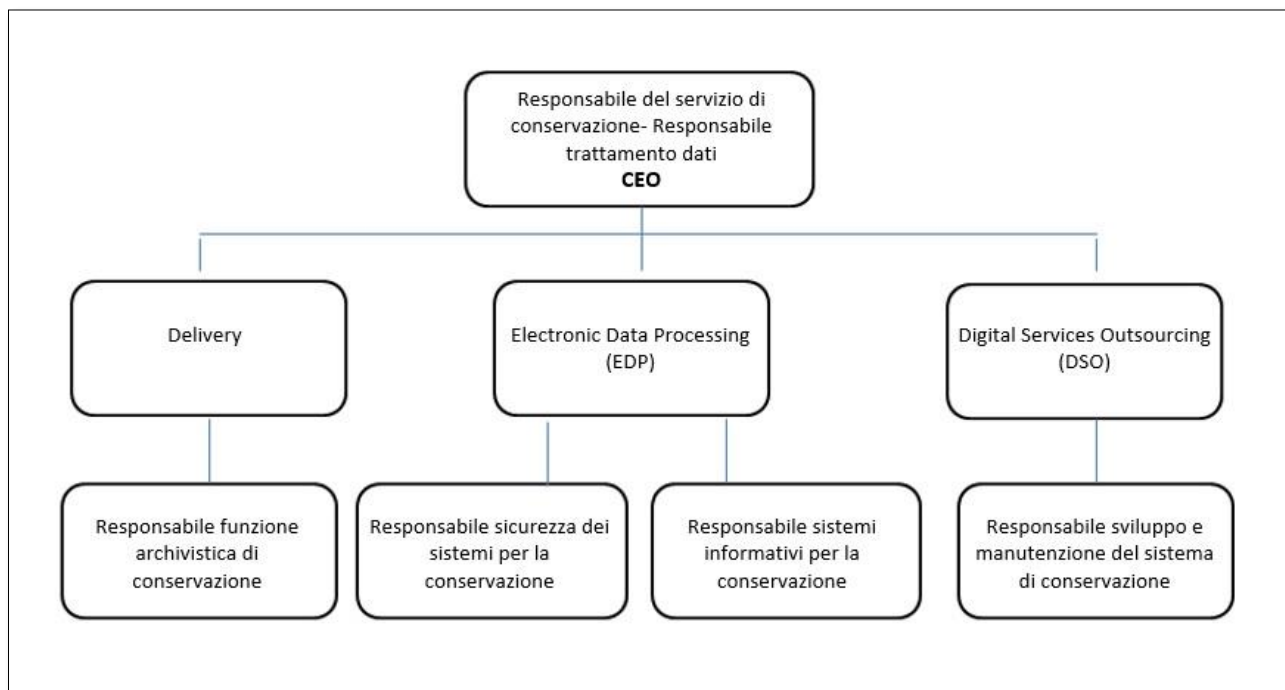 Responsabile del servizio di
conservazione- Responsabile
trattamento dati
CEO
Delivery
Electronic Data Processing
(EDP)
Digital Services Outsourcing
(DSO)
Responsabile funzione
archivistica di
conservazione
Responsabile sicurezza dei
sistemi per la
conservazione
Responsabile sistemi
informativi per la
conservazione
Responsabile sviluppo e
manutenzione del sistema
di conservazione